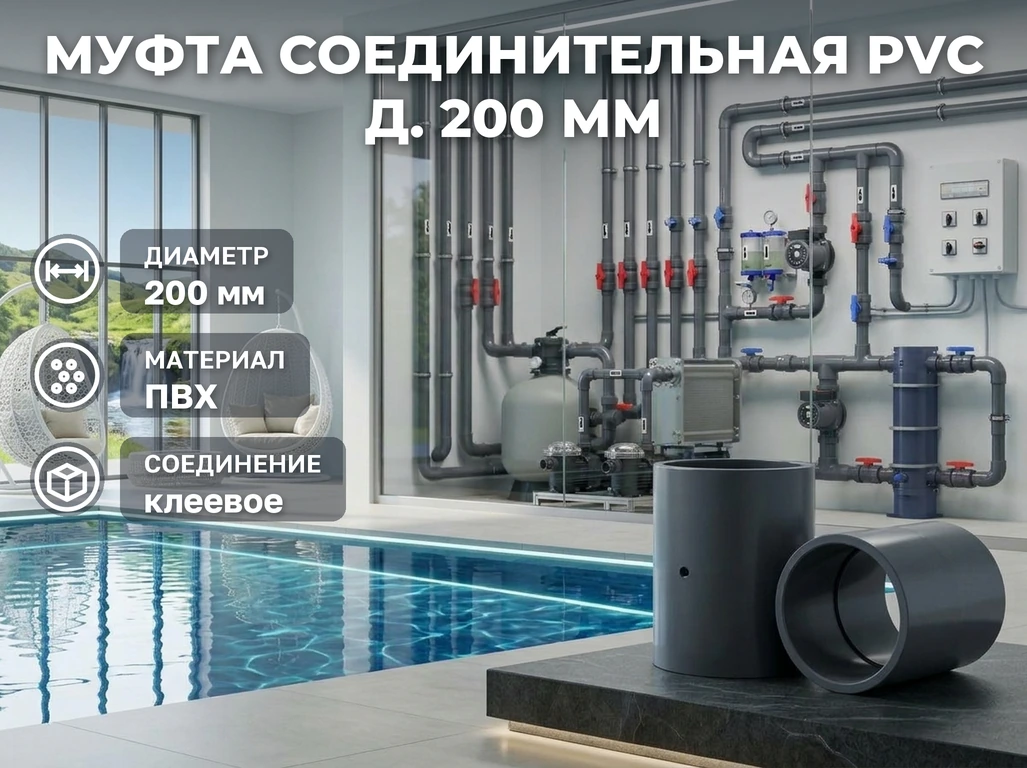 МУФТА СОЕДИНИТЕЛЬНАЯ PVC
Д. 200 ММ
ДИАМЕТР
200 мм
МАТЕРИАЛ
ПВХ
СОЕДИНЕНИЕ
клеевое